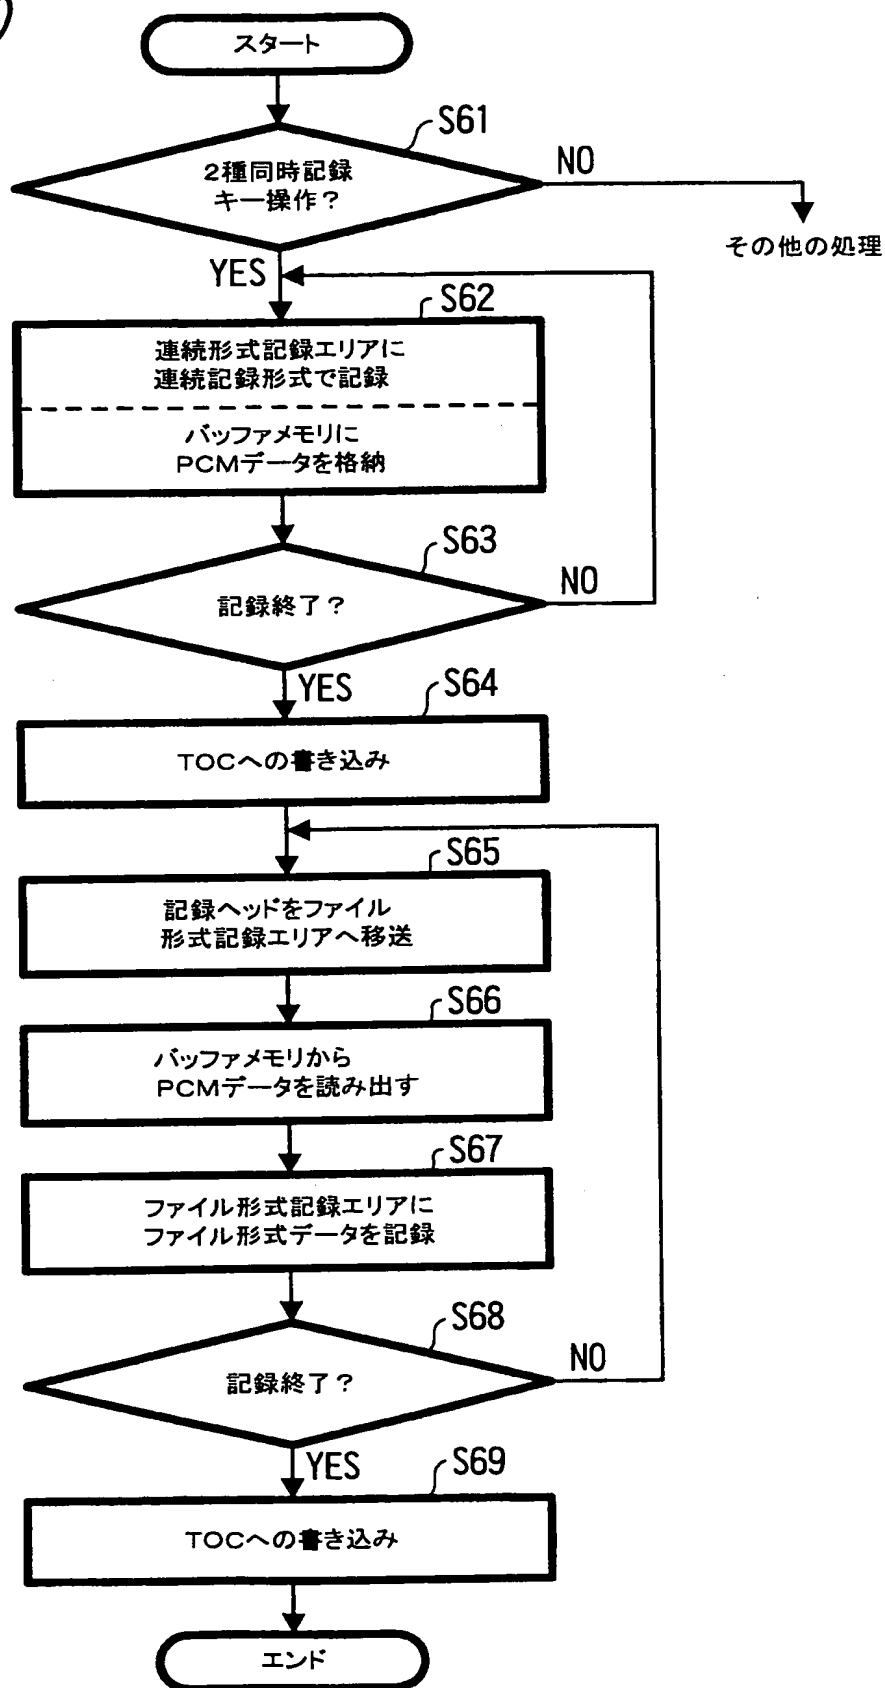 スタート
S61
2種同時記録
キー操作?
NO
その他の処理
YES
S62
連続形式記録エリアに
連続記録形式で記録
バッファメモリに
PCMデータを格納
S63
記録終了?
NO
YES
S64
TOCへの書き込み
S65
記録ヘッドをファイル
形式記録エリアへ移送
S66
バッファメモリから
PCMデータを読み出す
S67
ファイル形式記録エリアに
ファイル形式データを記録
S68
記録終了?
NO
YES
S69
TOCへの書き込み
エンド